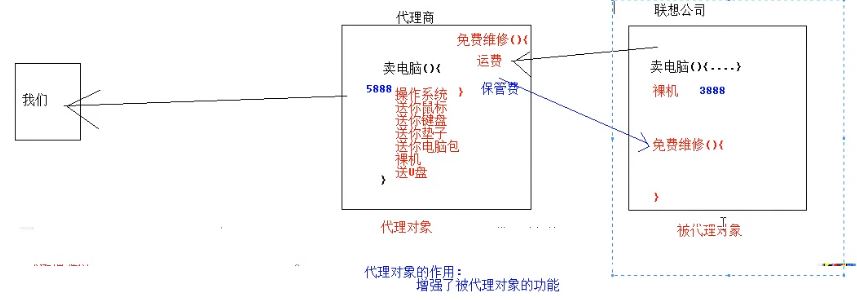 代理商
联想公司
免费维修(){
运费
}
卖电脑(){
5888
操作系统
送你鼠标
送你键盘
送你垫子
送你电脑包
裸机
送U盘
}
保管费
我们
卖电脑(){....}
裸机 3888
免费维修(){
}
代理对象
被代理对象
代理对象的作用:
增强了被代理对象的功能